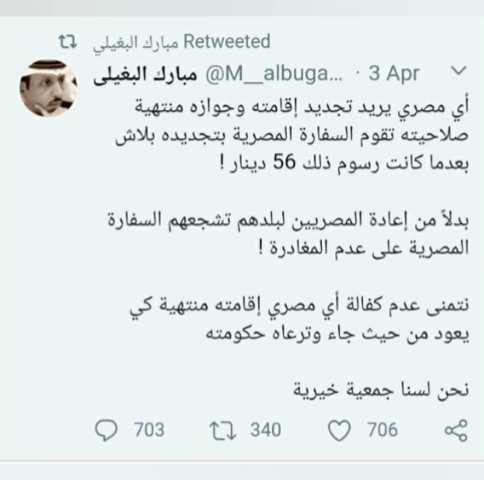 مبارك البغيلي Retweeted
مبارك البغيلى @M__albuga... · 3 Apr
أي مصري يريد تجديد إقامته وجوازه منتهية
صلاحيته تقوم السفارة المصرية بتجديده بلاش
بعدما كانت رسوم ذلك 56 دينار !
بدلاً من إعادة المصريين لبلدهم تشجعهم السفارة
المصرية على عدم المغادرة !
نتمنى عدم كفالة أي مصري إقامته منتهية كي
يعود من حيث جاء وترعاه حكومته
نحن لسنا جمعية خيرية
703 340 706